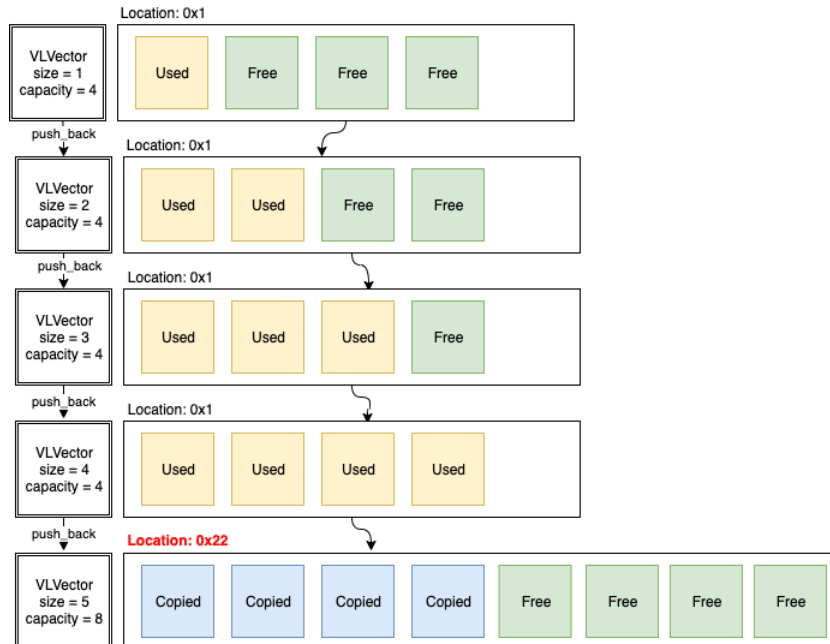 Location: 0x1
VLVector
size = 1
capacity = 4
Used Free Free Free
push_back
Location: 0x1
VLVector
size = 2
capacity = 4
Used Used Free Free
push_back
Location: 0x1
VLVector
size = 3
capacity = 4
Used Used Used Free
push_back
Location: 0x1
VLVector
size = 4
capacity = 4
Used Used Used Used
push_back
Location: 0x22
VLVector
size = 5
capacity = 8
Copied Copied Copied Copied Free Free Free Free